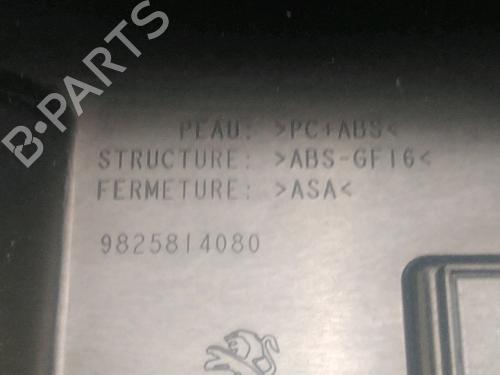 PEAU: >PC+ABS<
STRUCTURE: >ABS-GF16<
FERMETURE: >ASA<
9825814080
B-Parts